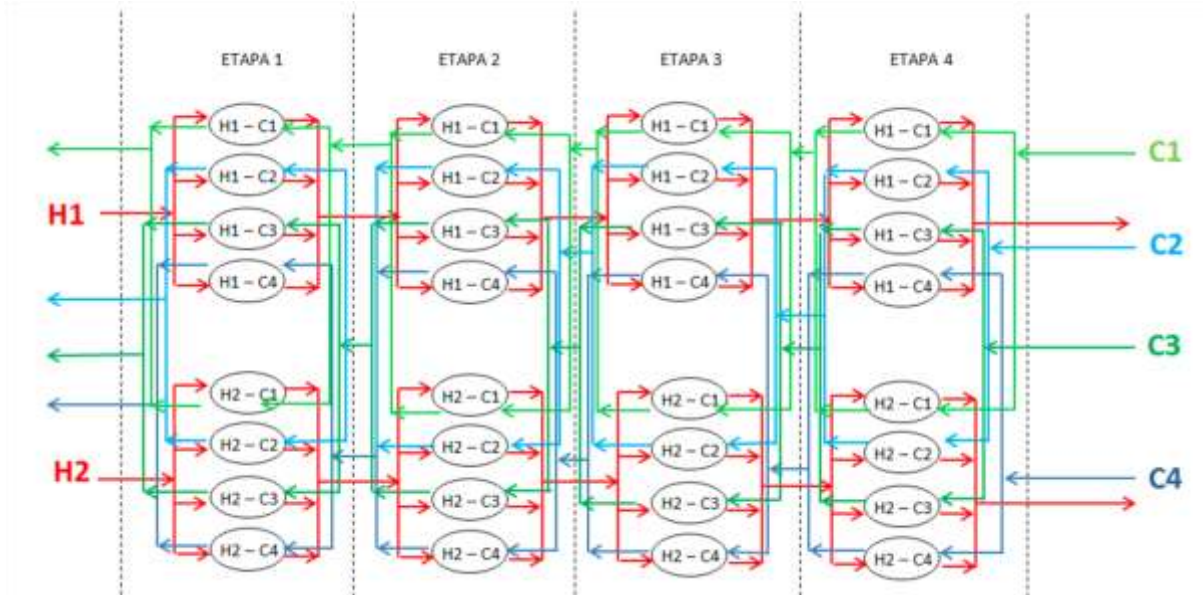 ETAPA 1 ETAPA 2 ETAPA 3 ETAPA 4
H1 – C1 H1 – C1 H1 – C1 H1 – C1
C1
H1 – C2 H1 – C2 H1 – C2 H1 – C2
H1
H1 – C3 H1 – C3 H1 – C3 H1 – C3
C2
H1 – C4 H1 – C4 H1 – C4 H1 – C4
C3
H2 – C1 H2 – C1 H2 – C1 H2 – C1
H2 – C2 H2 – C2 H2 – C2 H2 – C2
H2
C4
H2 – C3 H2 – C3 H2 – C3 H2 – C3
H2 – C4 H2 – C4 H2 – C4 H2 – C4